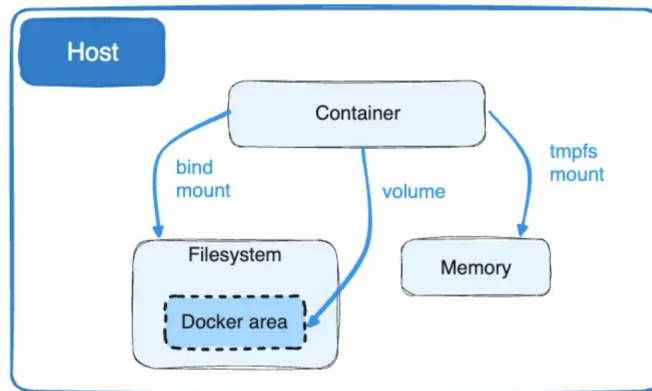 Host
Container
bind
mount
volume
tmpfs
mount
Filesystem
Docker area
Memory